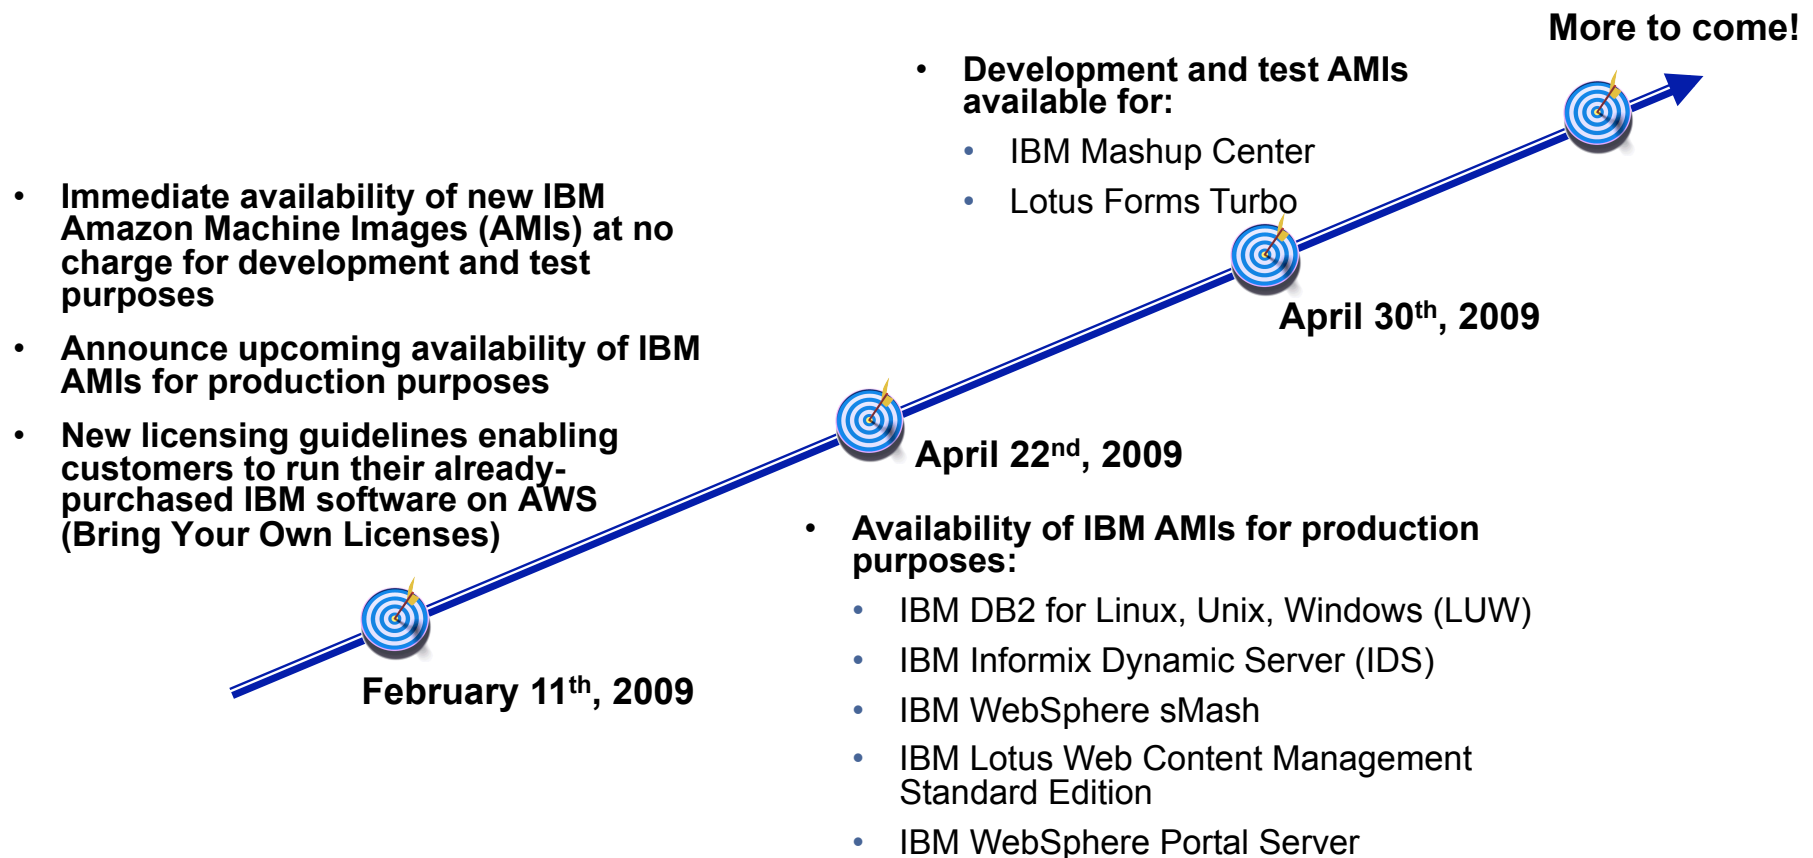 More to come!
• Development and test AMIs
available for:
• IBM Mashup Center
• Lotus Forms Turbo
• Immediate availability of new IBM
Amazon Machine Images (AMIs) at no
charge for development and test
purposes
• Announce upcoming availability of IBM
AMIs for production purposes
• New licensing guidelines enabling
customers to run their already-
purchased IBM software on AWS
(Bring Your Own Licenses)
April 30th, 2009
April 22nd, 2009
February 11th, 2009
• Availability of IBM AMIs for production
purposes:
• IBM DB2 for Linux, Unix, Windows (LUW)
• IBM Informix Dynamic Server (IDS)
• IBM WebSphere sMash
• IBM Lotus Web Content Management
Standard Edition
• IBM WebSphere Portal Server